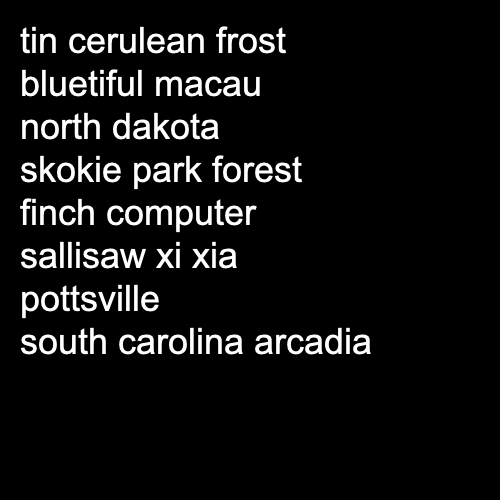 tin cerulean frost
bluetiful macau
north dakota
skokie park forest
finch computer
sallisaw xi xia
pottsville
south carolina arcadia